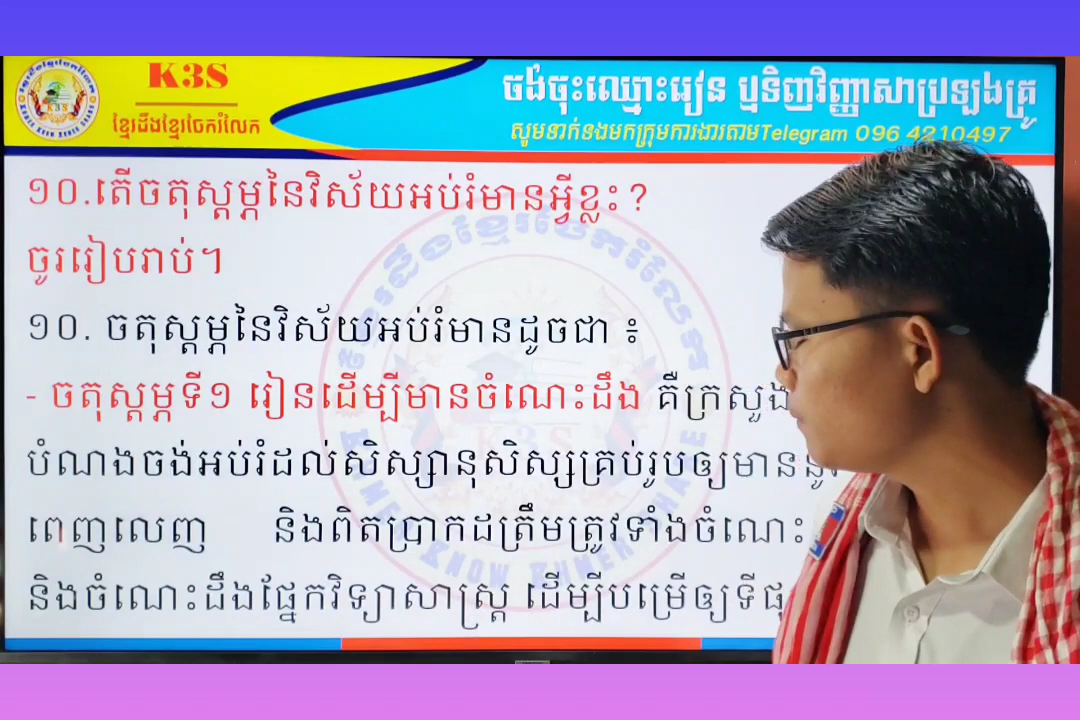 K3S
ខ្មែរដឹងខ្មែរចែករំលែក
ចង់ចុះឈ្មោះរៀន ឬទិញវិញ្ញាសាប្រឡងគ្រូ
សូមទាក់ទងមកក្រុមការងារតាមTelegram 096 4210497
១០.តើចតុស្តម្ភនៃវិស័យអប់រំមានអ្វីខ្លះ?
ចូររៀបរាប់។
១០. ចតុស្តម្ភនៃវិស័យអប់រំមានដូចជា ៖
- ចតុស្តម្ភទី១ រៀនដើម្បីមានចំណេះដឹង គឺក្រសួង
បំណងចង់អប់រំដល់សិស្សានុសិស្សគ្រប់រូបឲ្យមាន
ពេញលេញ និងពិតប្រាកដត្រឹមត្រូវទាំងចំណេះ
និងចំណេះដឹងផ្នែកវិទ្យាសាស្ត្រ ដើម្បីបម្រើឲ្យ